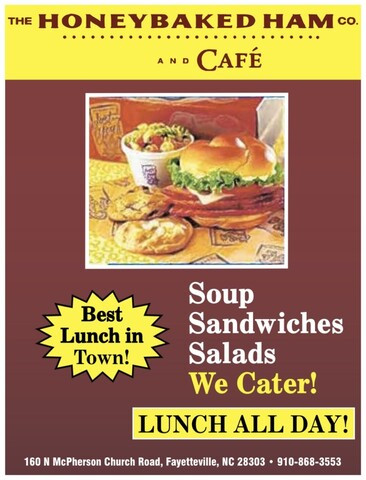 THE HONEYBAKED HAM CO.
AND CAFÉ
Best
Lunch in
Town!
Soup
Sandwiches
Salads
We Cater!
LUNCH ALL DAY!
160 N McPherson Church Road, Fayetteville, NC 28303 • 910-868-3553